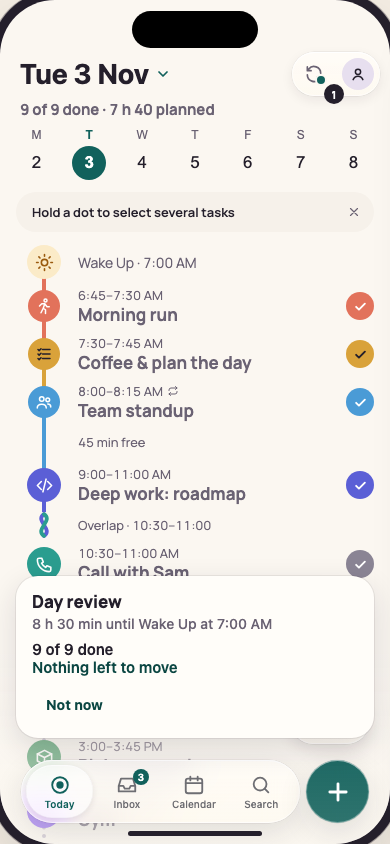 Tue 3 Nov
1
9 of 9 done · 7 h 40 planned
M T W T F S S
2 3 4 5 6 7 8
Hold a dot to select several tasks
Wake Up · 7:00 AM
6:45–7:30 AM
Morning run
7:30–7:45 AM
Coffee & plan the day
8:00–8:15 AM
Team standup
45 min free
9:00–11:00 AM
Deep work: roadmap
Overlap · 10:30–11:00
10:30–11:00 AM
Call with Sam
Day review
8 h 30 min until Wake Up at 7:00 AM
9 of 9 done
Nothing left to move
Not now
3:00–3:45 PM
3
Today Inbox Calendar Search
Gym